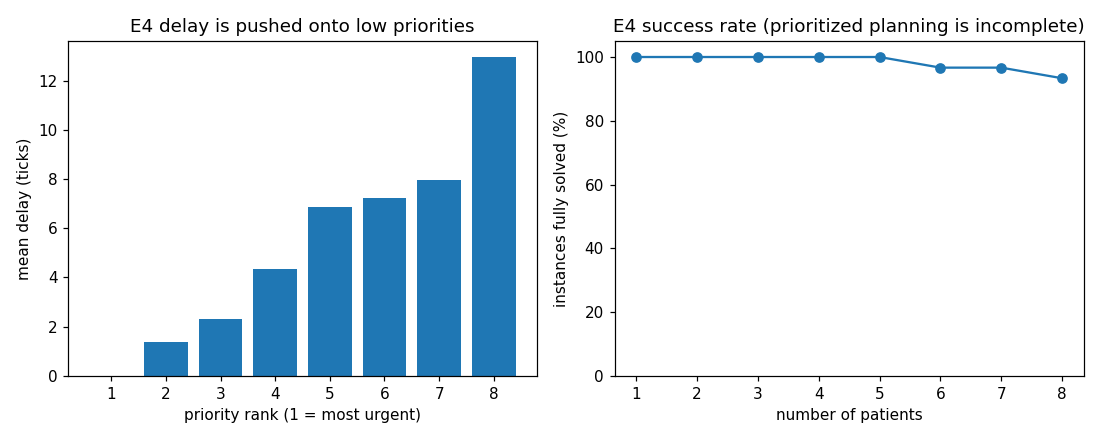 E4 delay is pushed onto low priorities
mean delay (ticks)
12
10
8
6
4
2
0
1 2 3 4 5 6 7 8
priority rank (1 = most urgent)
E4 success rate (prioritized planning is incomplete)
instances fully solved (%)
100
80
60
40
20
0
1 2 3 4 5 6 7 8
number of patients